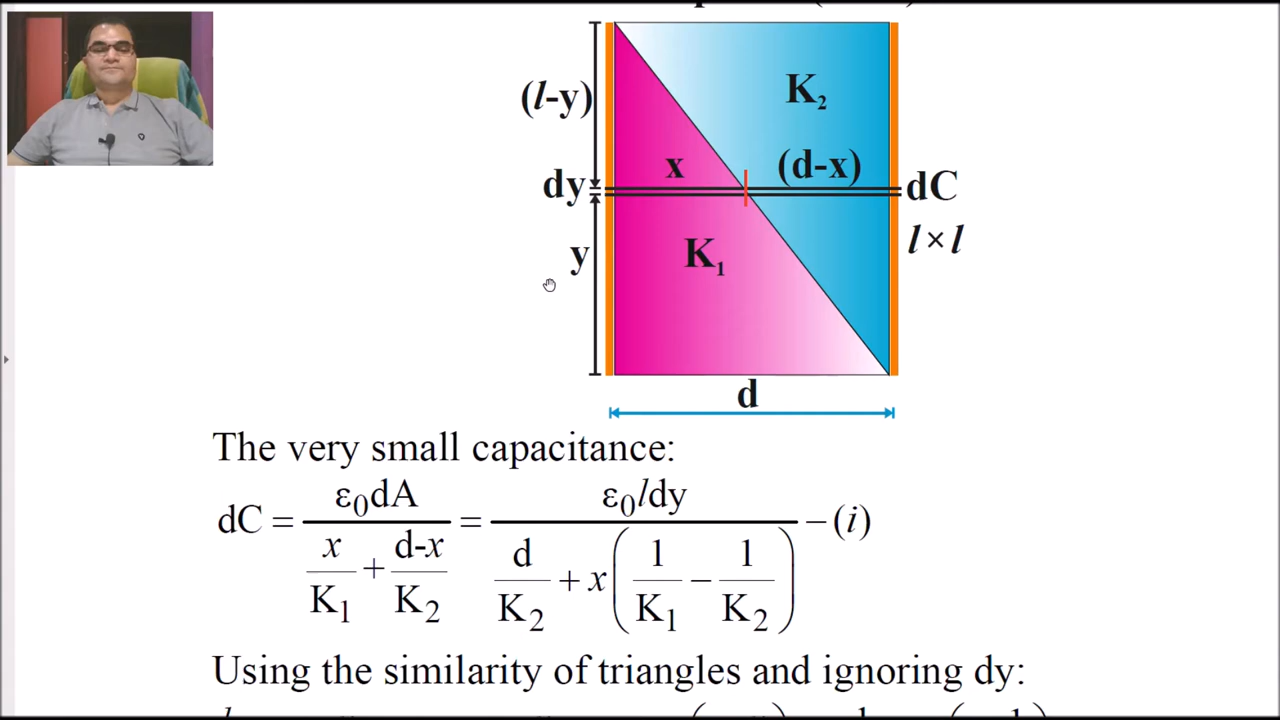 (l-y)
K₂
x
(d-x)
dy
dC
l × l
y
K₁
d
The very small capacitance:
dC = ε₀dA / (x/K₁ + d-x/K₂) = ε₀ldy / (d/K₂ + x(1/K₁ − 1/K₂)) − (i)
Using the similarity of triangles and ignoring dy: